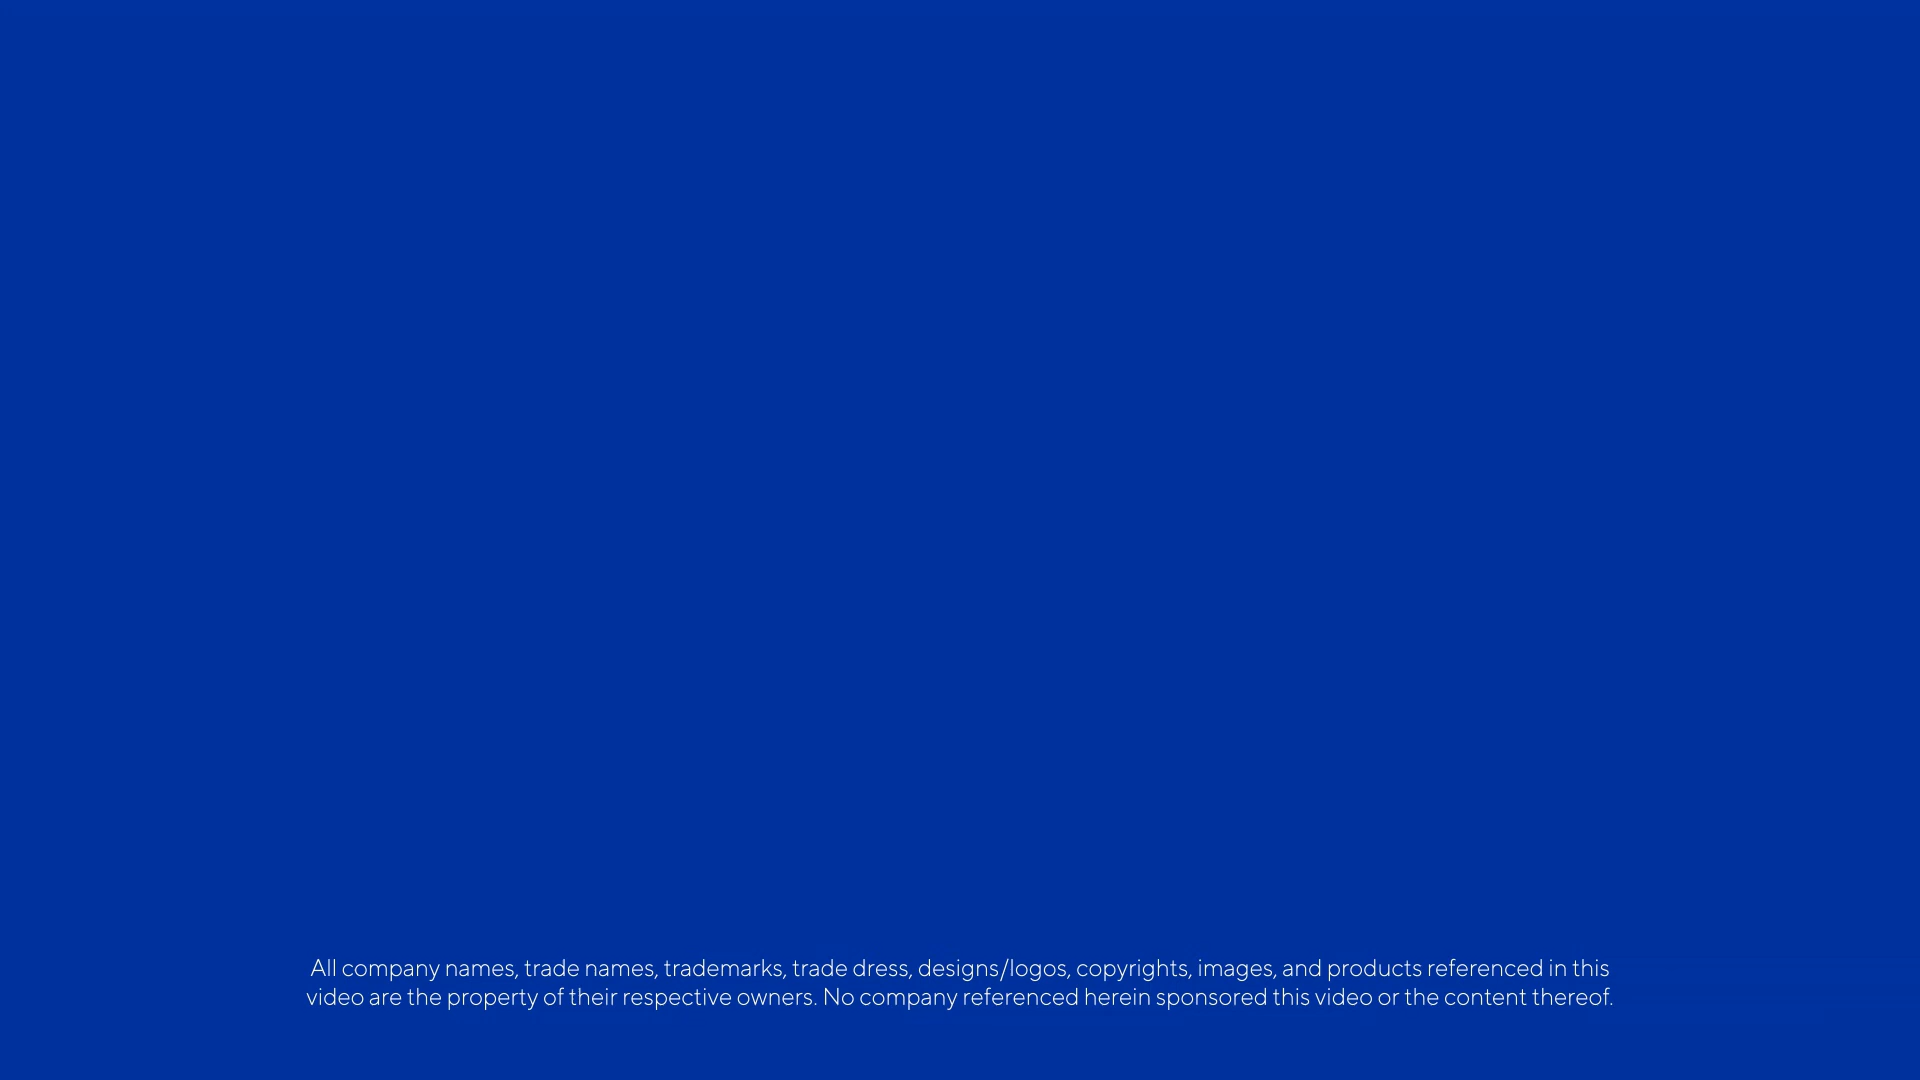 All company names, trade names, trademarks, trade dress, designs/logos, copyrights, images, and products referenced in this
video are the property of their respective owners. No company referenced herein sponsored this video or the content thereof.